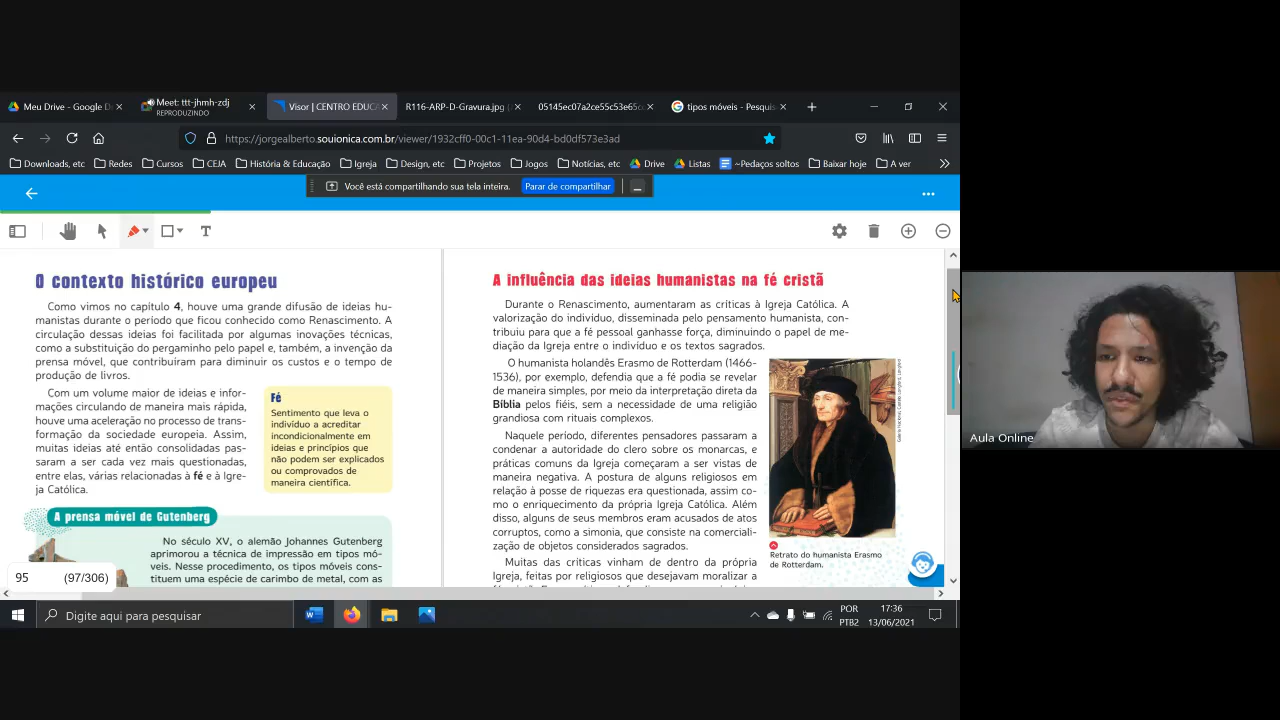 Meu Drive - Google D
Meet: ttt-jhmh-zdj
REPRODUZINDO
Visor | CENTRO EDUCA
R116-ARP-D-Gravura.jpg (
05145ec07a2ce55c53e65c
tipos móveis - Pesquis
https://jorgealberto.souionica.com.br/viewer/1932cff0-00c1-11ea-90d4-bd0df573e3ad
Downloads, etc
Redes
Cursos
CEJA
História & Educação
Igreja
Design, etc
Projetos
Jogos
Notícias, etc
Drive
Listas
~Pedaços soltos
Baixar hoje
A ver
Você está compartilhando sua tela inteira.
Parar de compartilhar
O contexto histórico europeu
Como vimos no capítulo 4, houve uma grande difusão de ideias hu-
manistas durante o período que ficou conhecido como Renascimento. A
circulação dessas ideias foi facilitada por algumas inovações técnicas,
como a substituição do pergaminho pelo papel e, também, a invenção da
prensa móvel, que contribuíram para diminuir os custos e o tempo de
produção de livros.
Com um volume maior de ideias e infor-
mações circulando de maneira mais rápida,
houve uma aceleração no processo de trans-
formação da sociedade europeia. Assim,
muitas ideias até então consolidadas pas-
saram a ser cada vez mais questionadas,
entre elas, várias relacionadas à fé e à Igre-
ja Católica.
Fé
Sentimento que leva o
indivíduo a acreditar
incondicionalmente em
ideias e princípios que
não podem ser explicados
ou comprovados de
maneira científica.
A prensa móvel de Gutenberg
No século XV, o alemão Johannes Gutenberg
aprimorou a técnica de impressão em tipos mó-
veis. Nesse procedimento, os tipos móveis cons-
tituem uma espécie de carimbo de metal, com as
95 (97/306)
A influência das ideias humanistas na fé cristã
Durante o Renascimento, aumentaram as críticas à Igreja Católica. A
valorização do indivíduo, disseminada pelo pensamento humanista, con-
tribuiu para que a fé pessoal ganhasse força, diminuindo o papel de me-
diação da Igreja entre o indivíduo e os textos sagrados.
O humanista holandês Erasmo de Rotterdam (1466-
1536), por exemplo, defendia que a fé podia se revelar
de maneira simples, por meio da interpretação direta da
Bíblia pelos fiéis, sem a necessidade de uma religião
grandiosa com rituais complexos.
Naquele período, diferentes pensadores passaram a
condenar a autoridade do clero sobre os monarcas, e
práticas comuns da Igreja começaram a ser vistas de
maneira negativa. A postura de alguns religiosos em
relação à posse de riquezas era questionada, assim co-
mo o enriquecimento da própria Igreja Católica. Além
disso, alguns de seus membros eram acusados de atos
corruptos, como a simonia, que consiste na comerciali-
zação de objetos considerados sagrados.
Muitas das críticas vinham de dentro da própria
Igreja, feitas por religiosos que desejavam moralizar a
Retrato do humanista Erasmo
de Rotterdam.
Aula Online
Digite aqui para pesquisar
POR
PTB2
17:36
13/06/2021